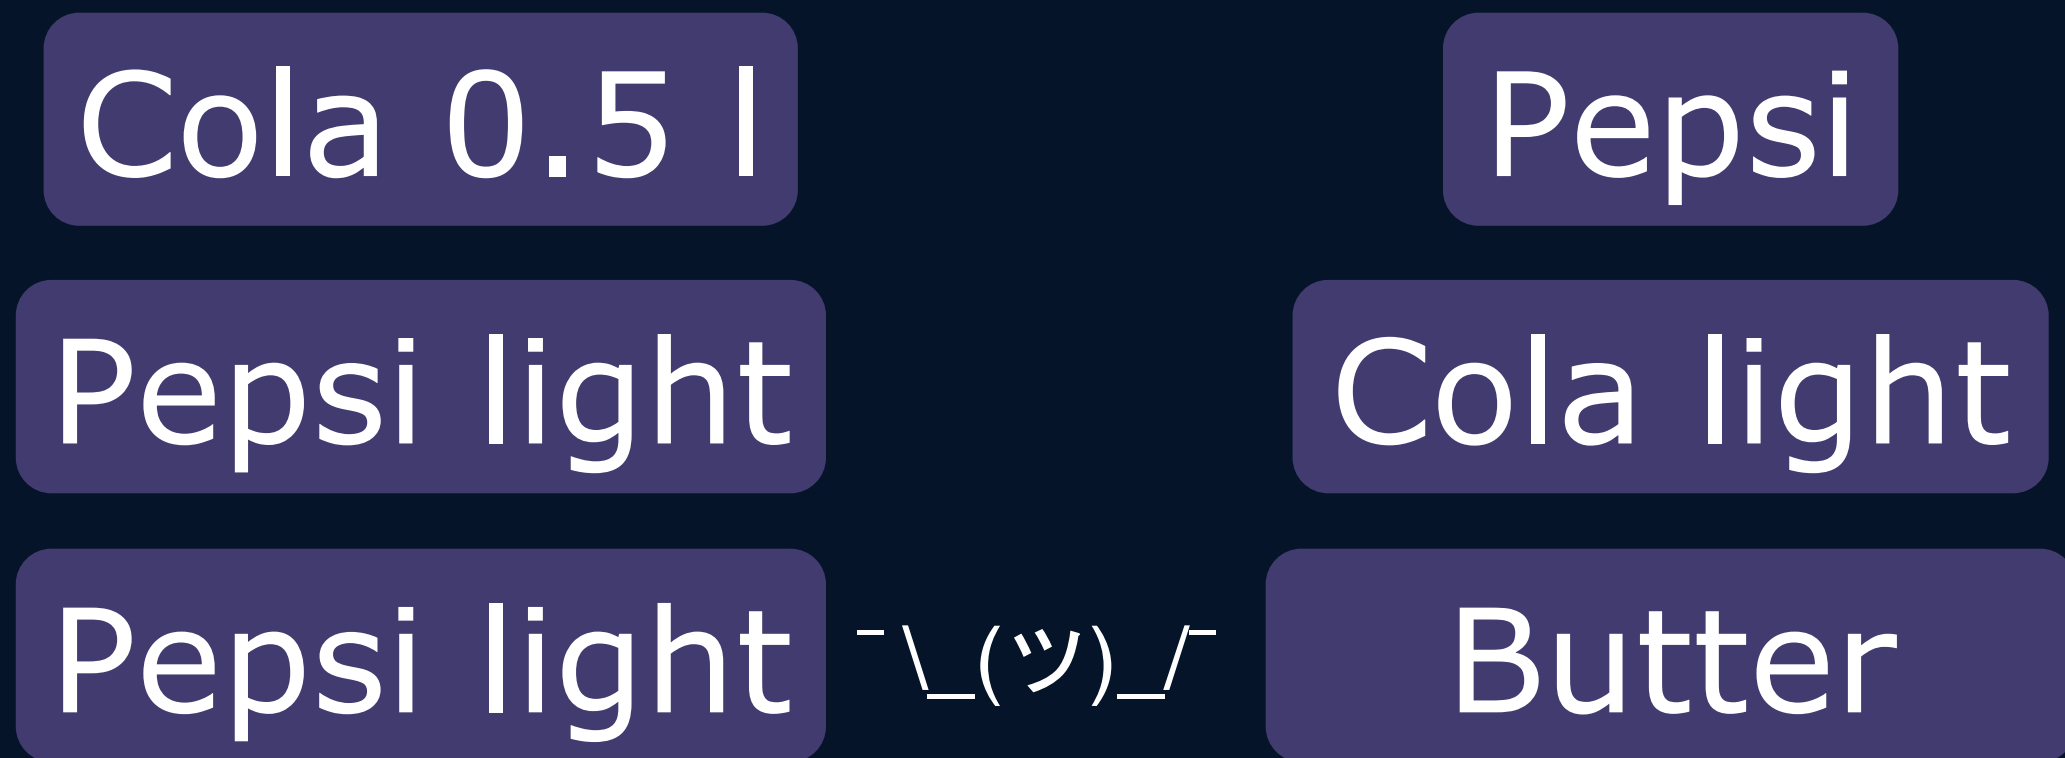 Cola 0.5 l Pepsi
Pepsi light Cola light
Pepsi light ¯\_(ツ)_/¯ Butter